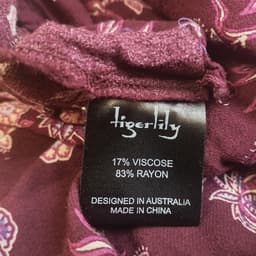 tigerlily
17% VISCOSE
83% RAYON
DESIGNED IN AUSTRALIA
MADE IN CHINA